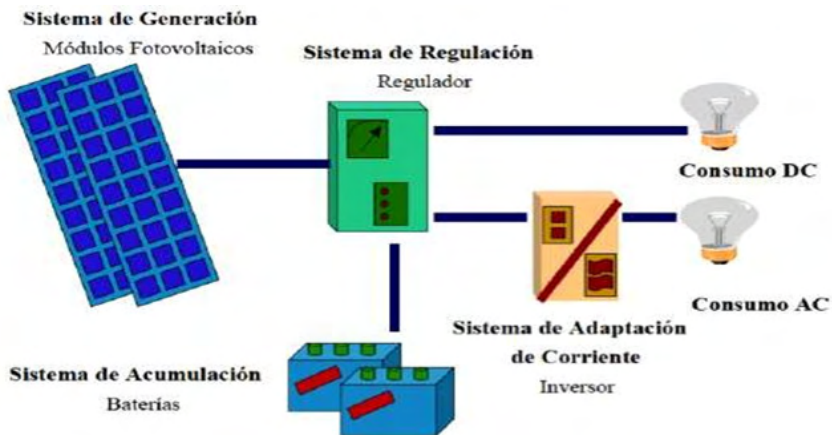 Sistema de Generación
Módulos Fotovoltaicos
Sistema de Regulación
Regulador
Consumo DC
Consumo AC
Sistema de Adaptación
de Corriente
Inversor
Sistema de Acumulación
Baterías